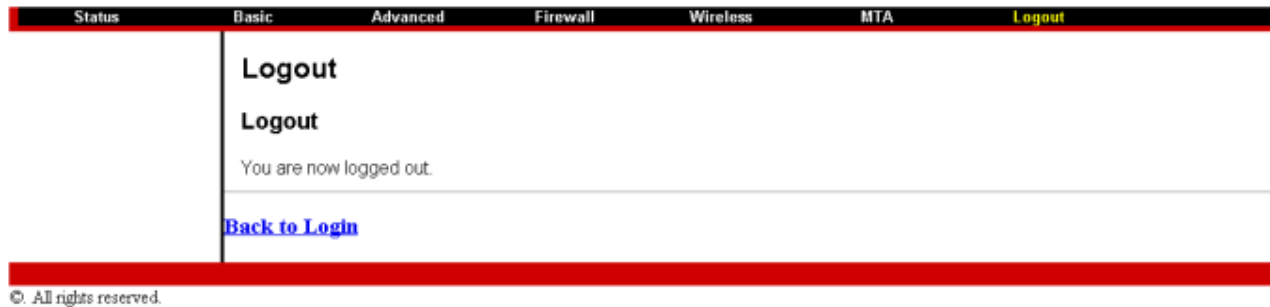 Status Basic Advanced Firewall Wireless MTA Logout
Logout
Logout
You are now logged out.
Back to Login
©. All rights reserved.